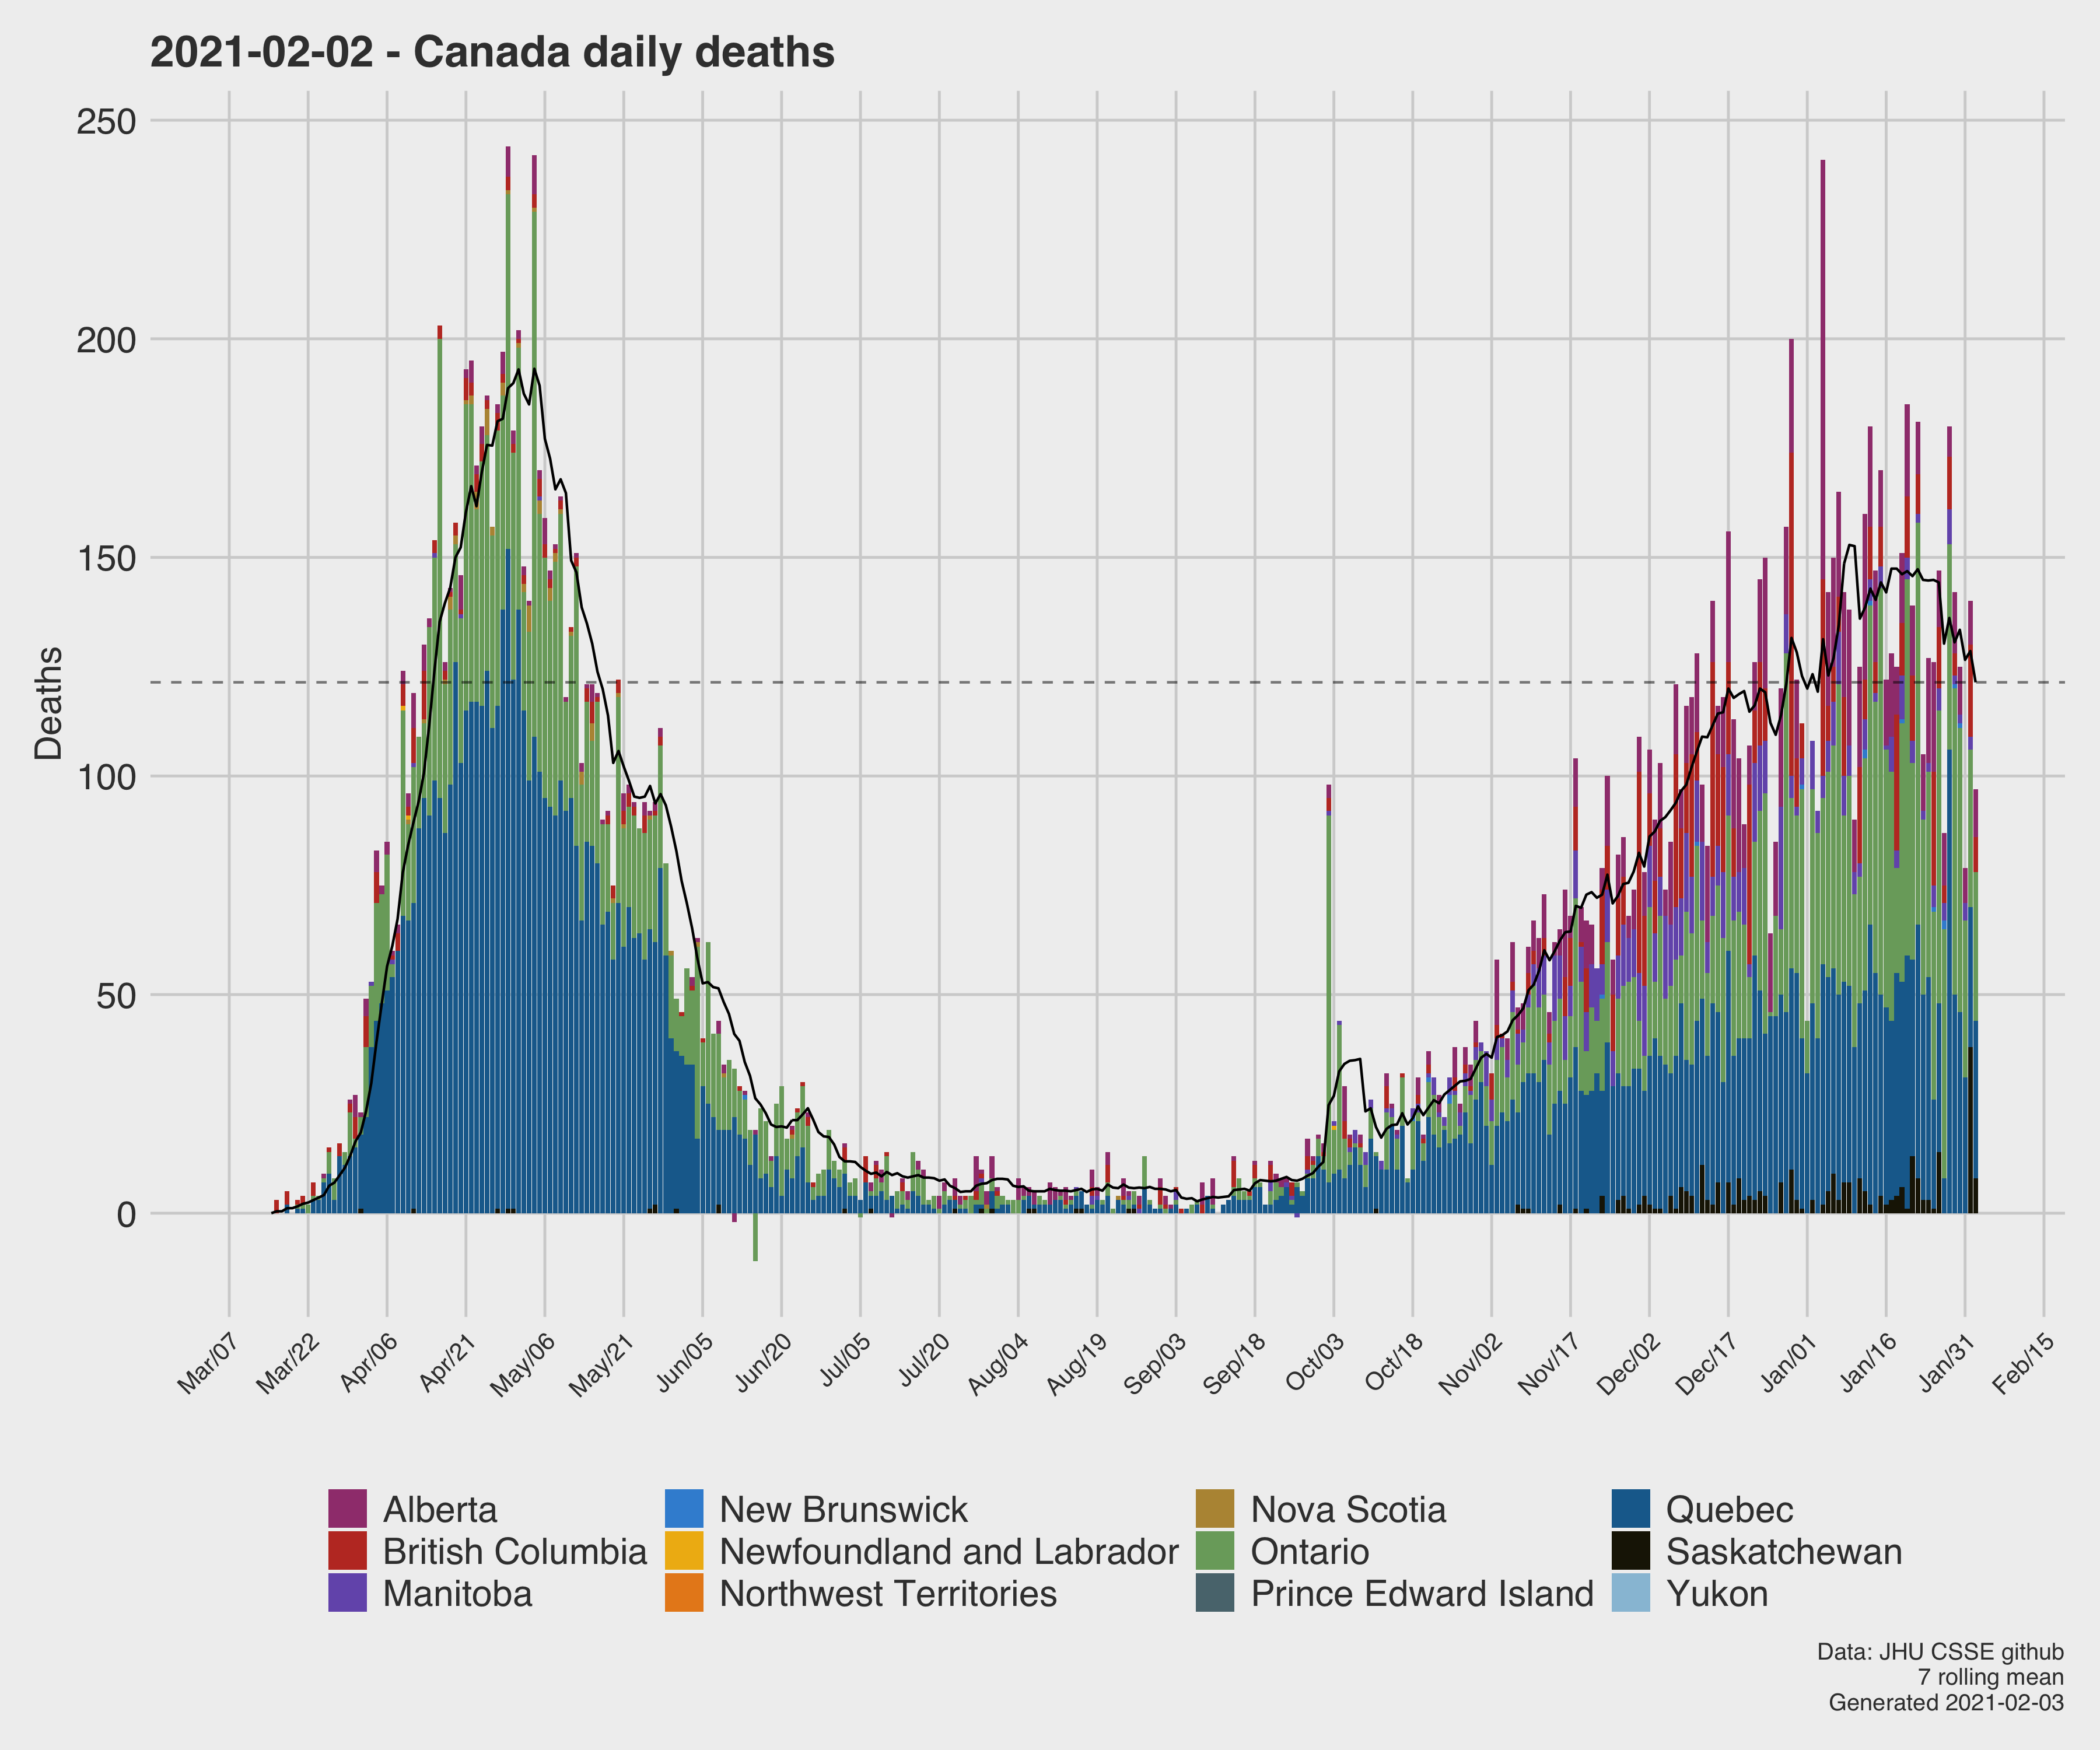 2021-02-02 - Canada daily deaths
250
200
150
100
50
0
Deaths
Mar/07
Mar/22
Apr/06
Apr/21
May/06
May/21
Jun/05
Jun/20
Jul/05
Jul/20
Aug/04
Aug/19
Sep/03
Sep/18
Oct/03
Oct/18
Nov/02
Nov/17
Dec/02
Dec/17
Jan/01
Jan/16
Jan/31
Feb/15
Alberta
British Columbia
Manitoba
New Brunswick
Newfoundland and Labrador
Northwest Territories
Nova Scotia
Ontario
Prince Edward Island
Quebec
Saskatchewan
Yukon
Data: JHU CSSE github
7 rolling mean
Generated 2021-02-03